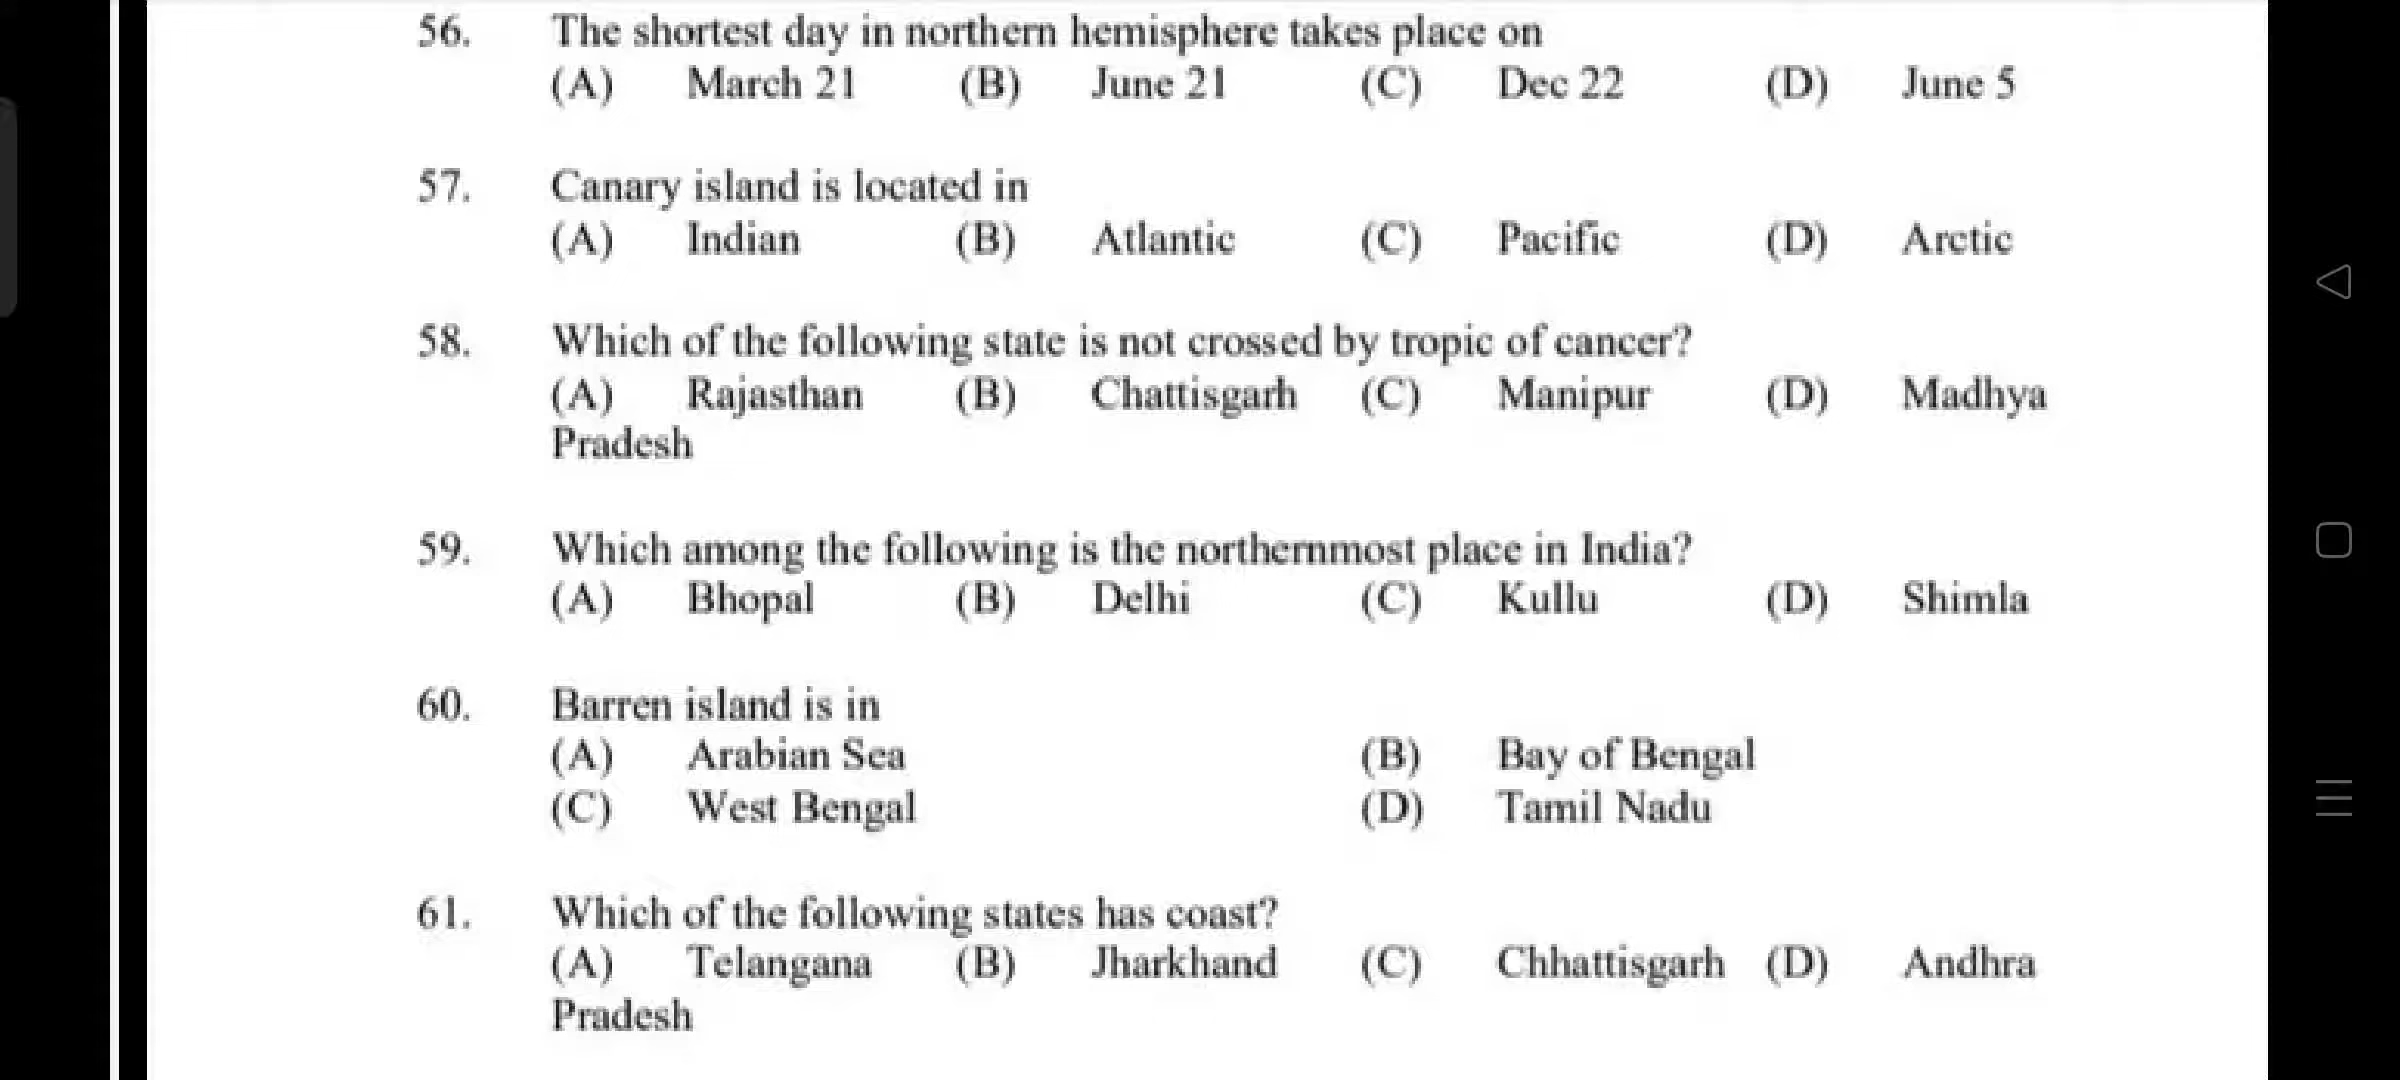 56. The shortest day in northern hemisphere takes place on
(A) March 21 (B) June 21 (C) Dec 22 (D) June 5
57. Canary island is located in
(A) Indian (B) Atlantic (C) Pacific (D) Arctic
58. Which of the following state is not crossed by tropic of cancer?
(A) Rajasthan (B) Chattisgarh (C) Manipur (D) Madhya
Pradesh
59. Which among the following is the northernmost place in India?
(A) Bhopal (B) Delhi (C) Kullu (D) Shimla
60. Barren island is in
(A) Arabian Sea (B) Bay of Bengal
(C) West Bengal (D) Tamil Nadu
61. Which of the following states has coast?
(A) Telangana (B) Jharkhand (C) Chhattisgarh (D) Andhra
Pradesh